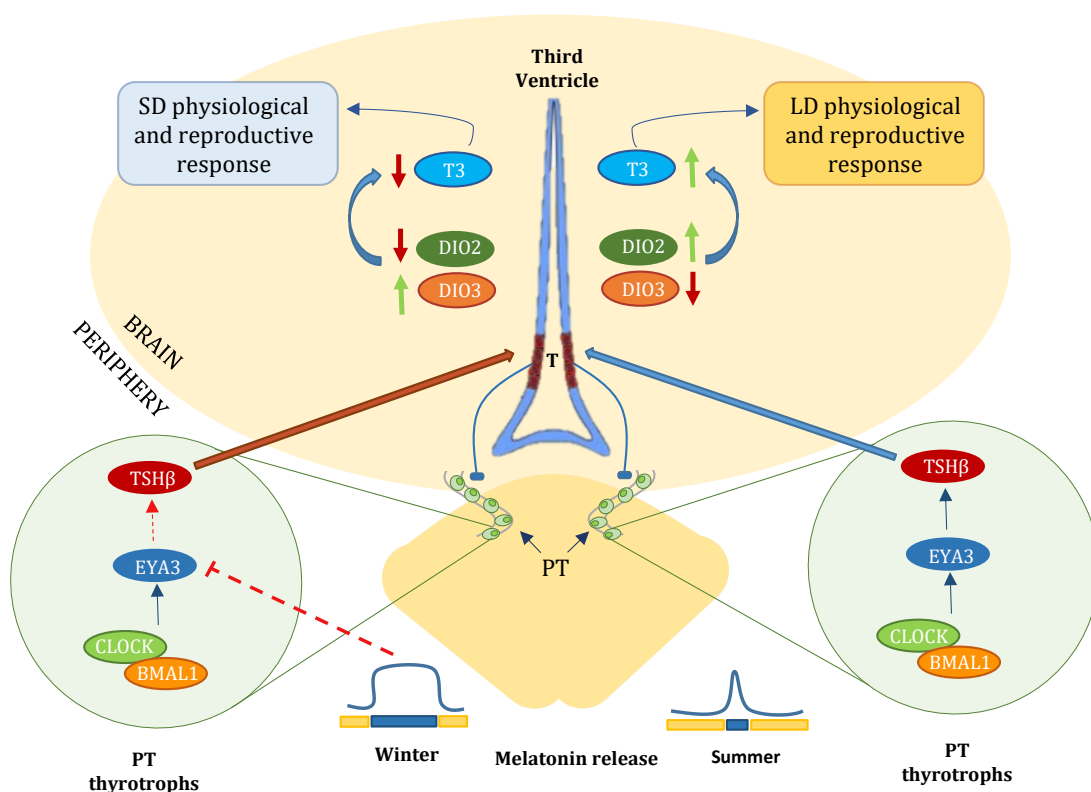 Third
Ventricle
SD physiological
and reproductive
response
LD physiological
and reproductive
response
T3
T3
DIO2
DIO2
DIO3
DIO3
BRAIN
PERIPHERY
T
TSHβ
TSHβ
EYA3
EYA3
PT
CLOCK
BMAL1
CLOCK
BMAL1
Winter
Melatonin release
Summer
PT
thyrotrophs
PT
thyrotrophs